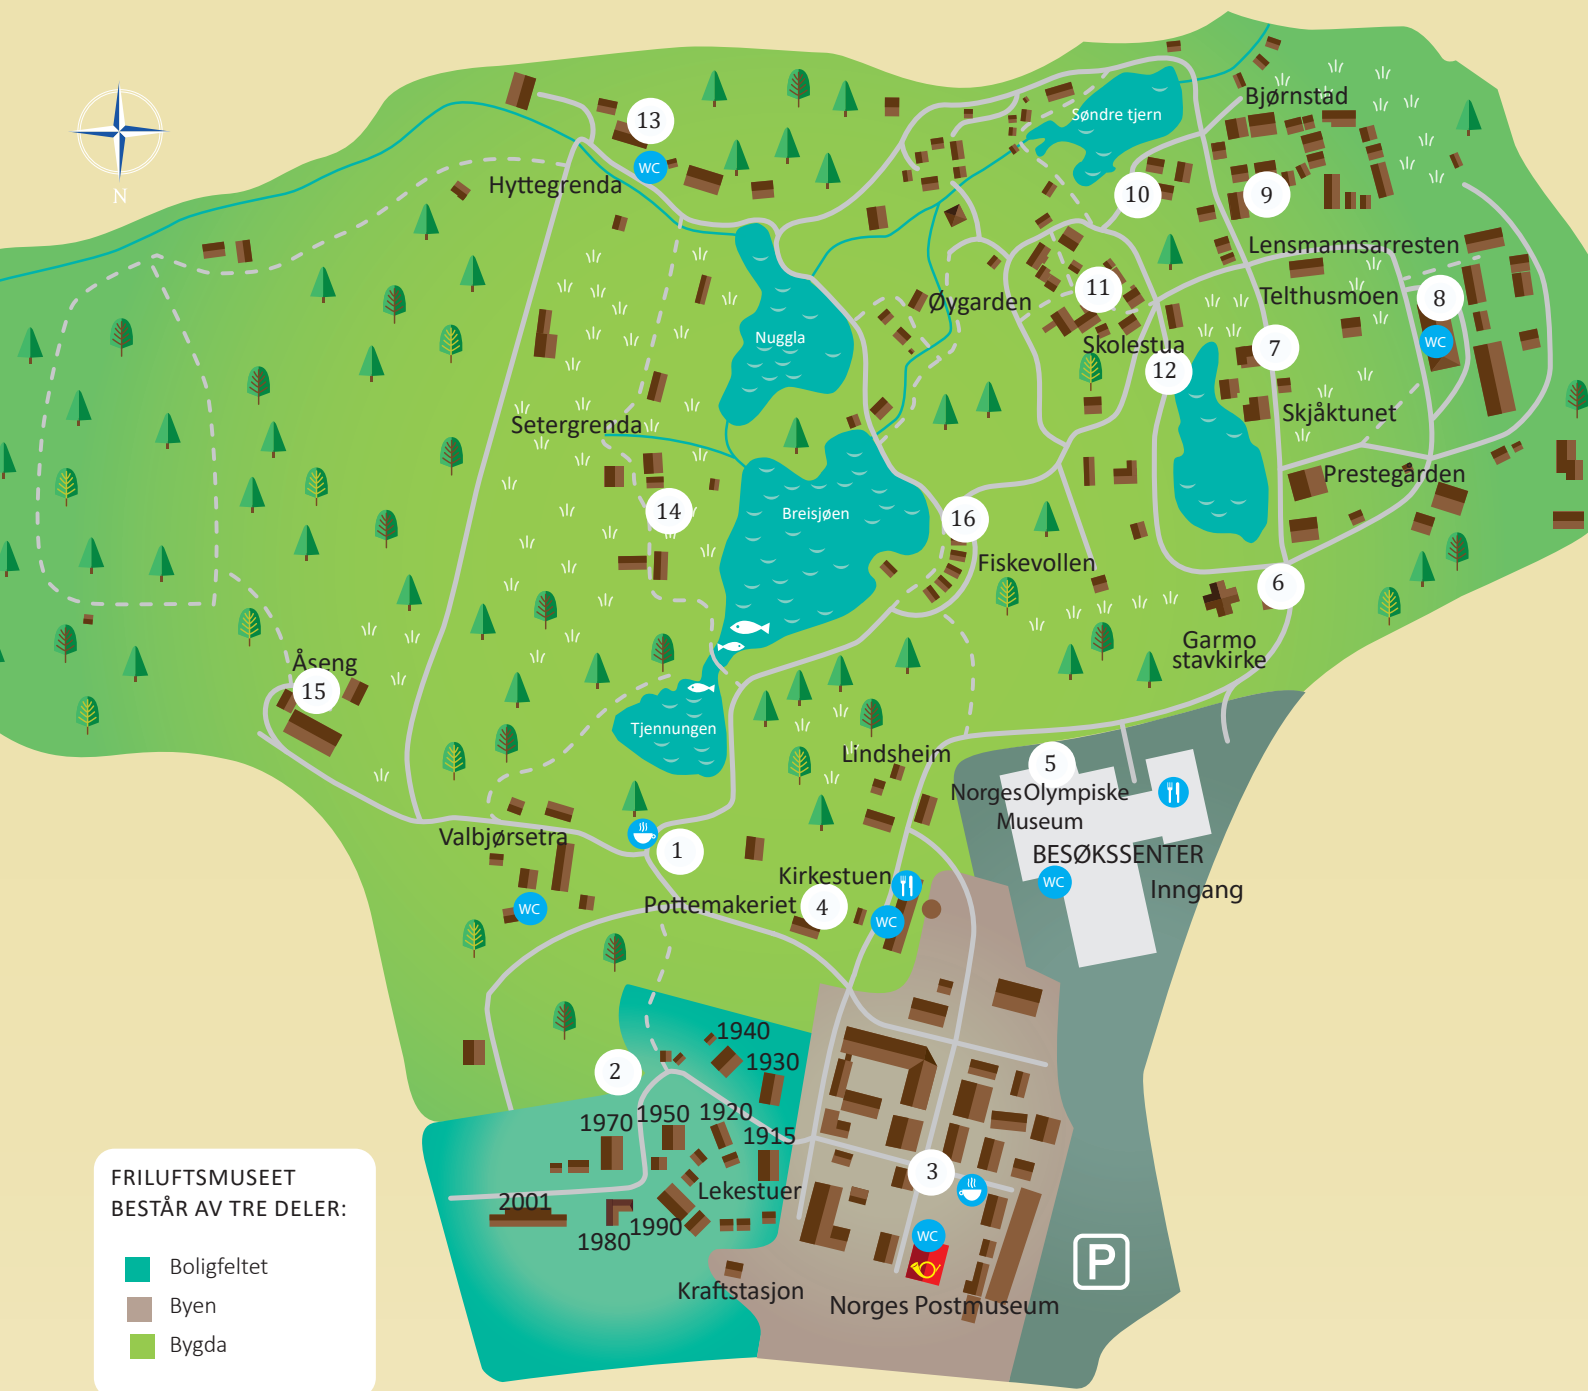 Søndre tjern
Bjørnstad
13
WC
Hyttegrenda
N
10
9
Lensmannsarresten
Øygarden
11
Telthusmoen
8
WC
Nuggla
Skolestua
12
7
Skjåktunet
Setergrenda
Prestegården
14
Breisjøen
16
Fiskevollen
6
Garmo
stavkirke
Åseng
15
Tjennungen
Lindsheim
5
Norges Olympiske
Museum
BESØKSSENTER
WC
Inngang
Valbjørsetra
1
WC
Kirkestuen
Pottemakeriet
4
WC
2
1940
1930
1970
1950
1920
1915
3
Lekestuer
2001
1980
1990
WC
P
Kraftstasjon
Norges Postmuseum
FRILUFTSMUSEET
BESTÅR AV TRE DELER:
Boligfeltet
Byen
Bygda